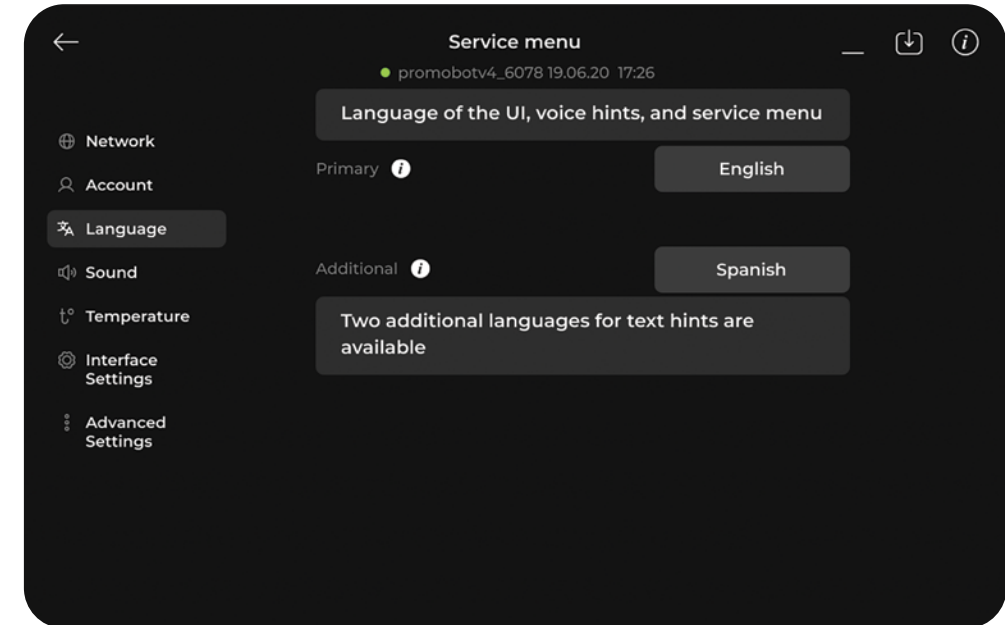 Service menu
promobotv4_6078 19.06.20 17:26
Network
Account
Language
Sound
Temperature
Interface
Settings
Advanced
Settings
Language of the UI, voice hints, and service menu
Primary
English
Additional
Spanish
Two additional languages for text hints are
available